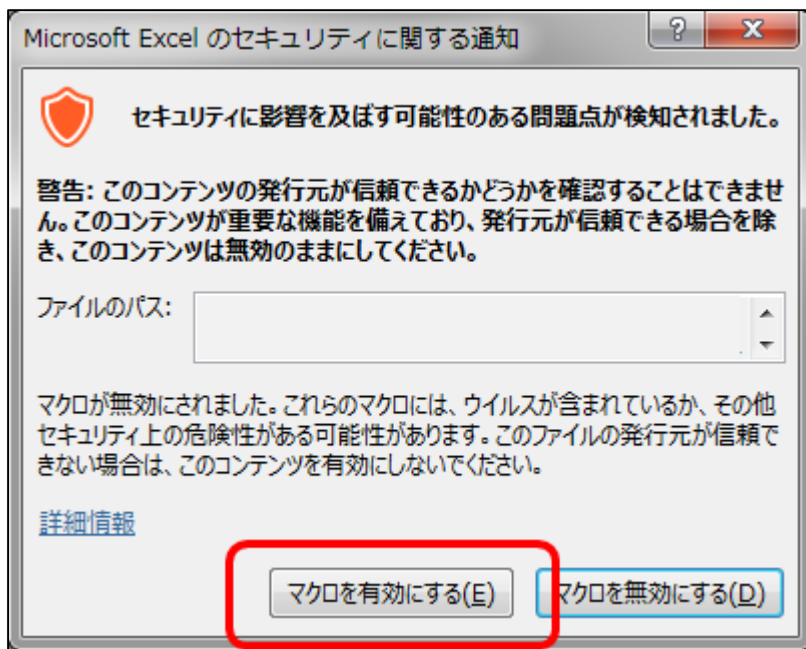 Microsoft Excel のセキュリティに関する通知
セキュリティに影響を及ぼす可能性のある問題点が検知されました。
警告: このコンテンツの発行元が信頼できるかどうかを確認することはできませ
ん。このコンテンツが重要な機能を備えており、発行元が信頼できる場合を除
き、このコンテンツは無効のままにしてください。
ファイルのパス:
マクロが無効にされました。これらのマクロには、ウイルスが含まれているか、その他
セキュリティ上の危険性がある可能性があります。このファイルの発行元が信頼で
きない場合は、このコンテンツを有効にしないでください。
詳細情報
マクロを有効にする(E) マクロを無効にする(D)